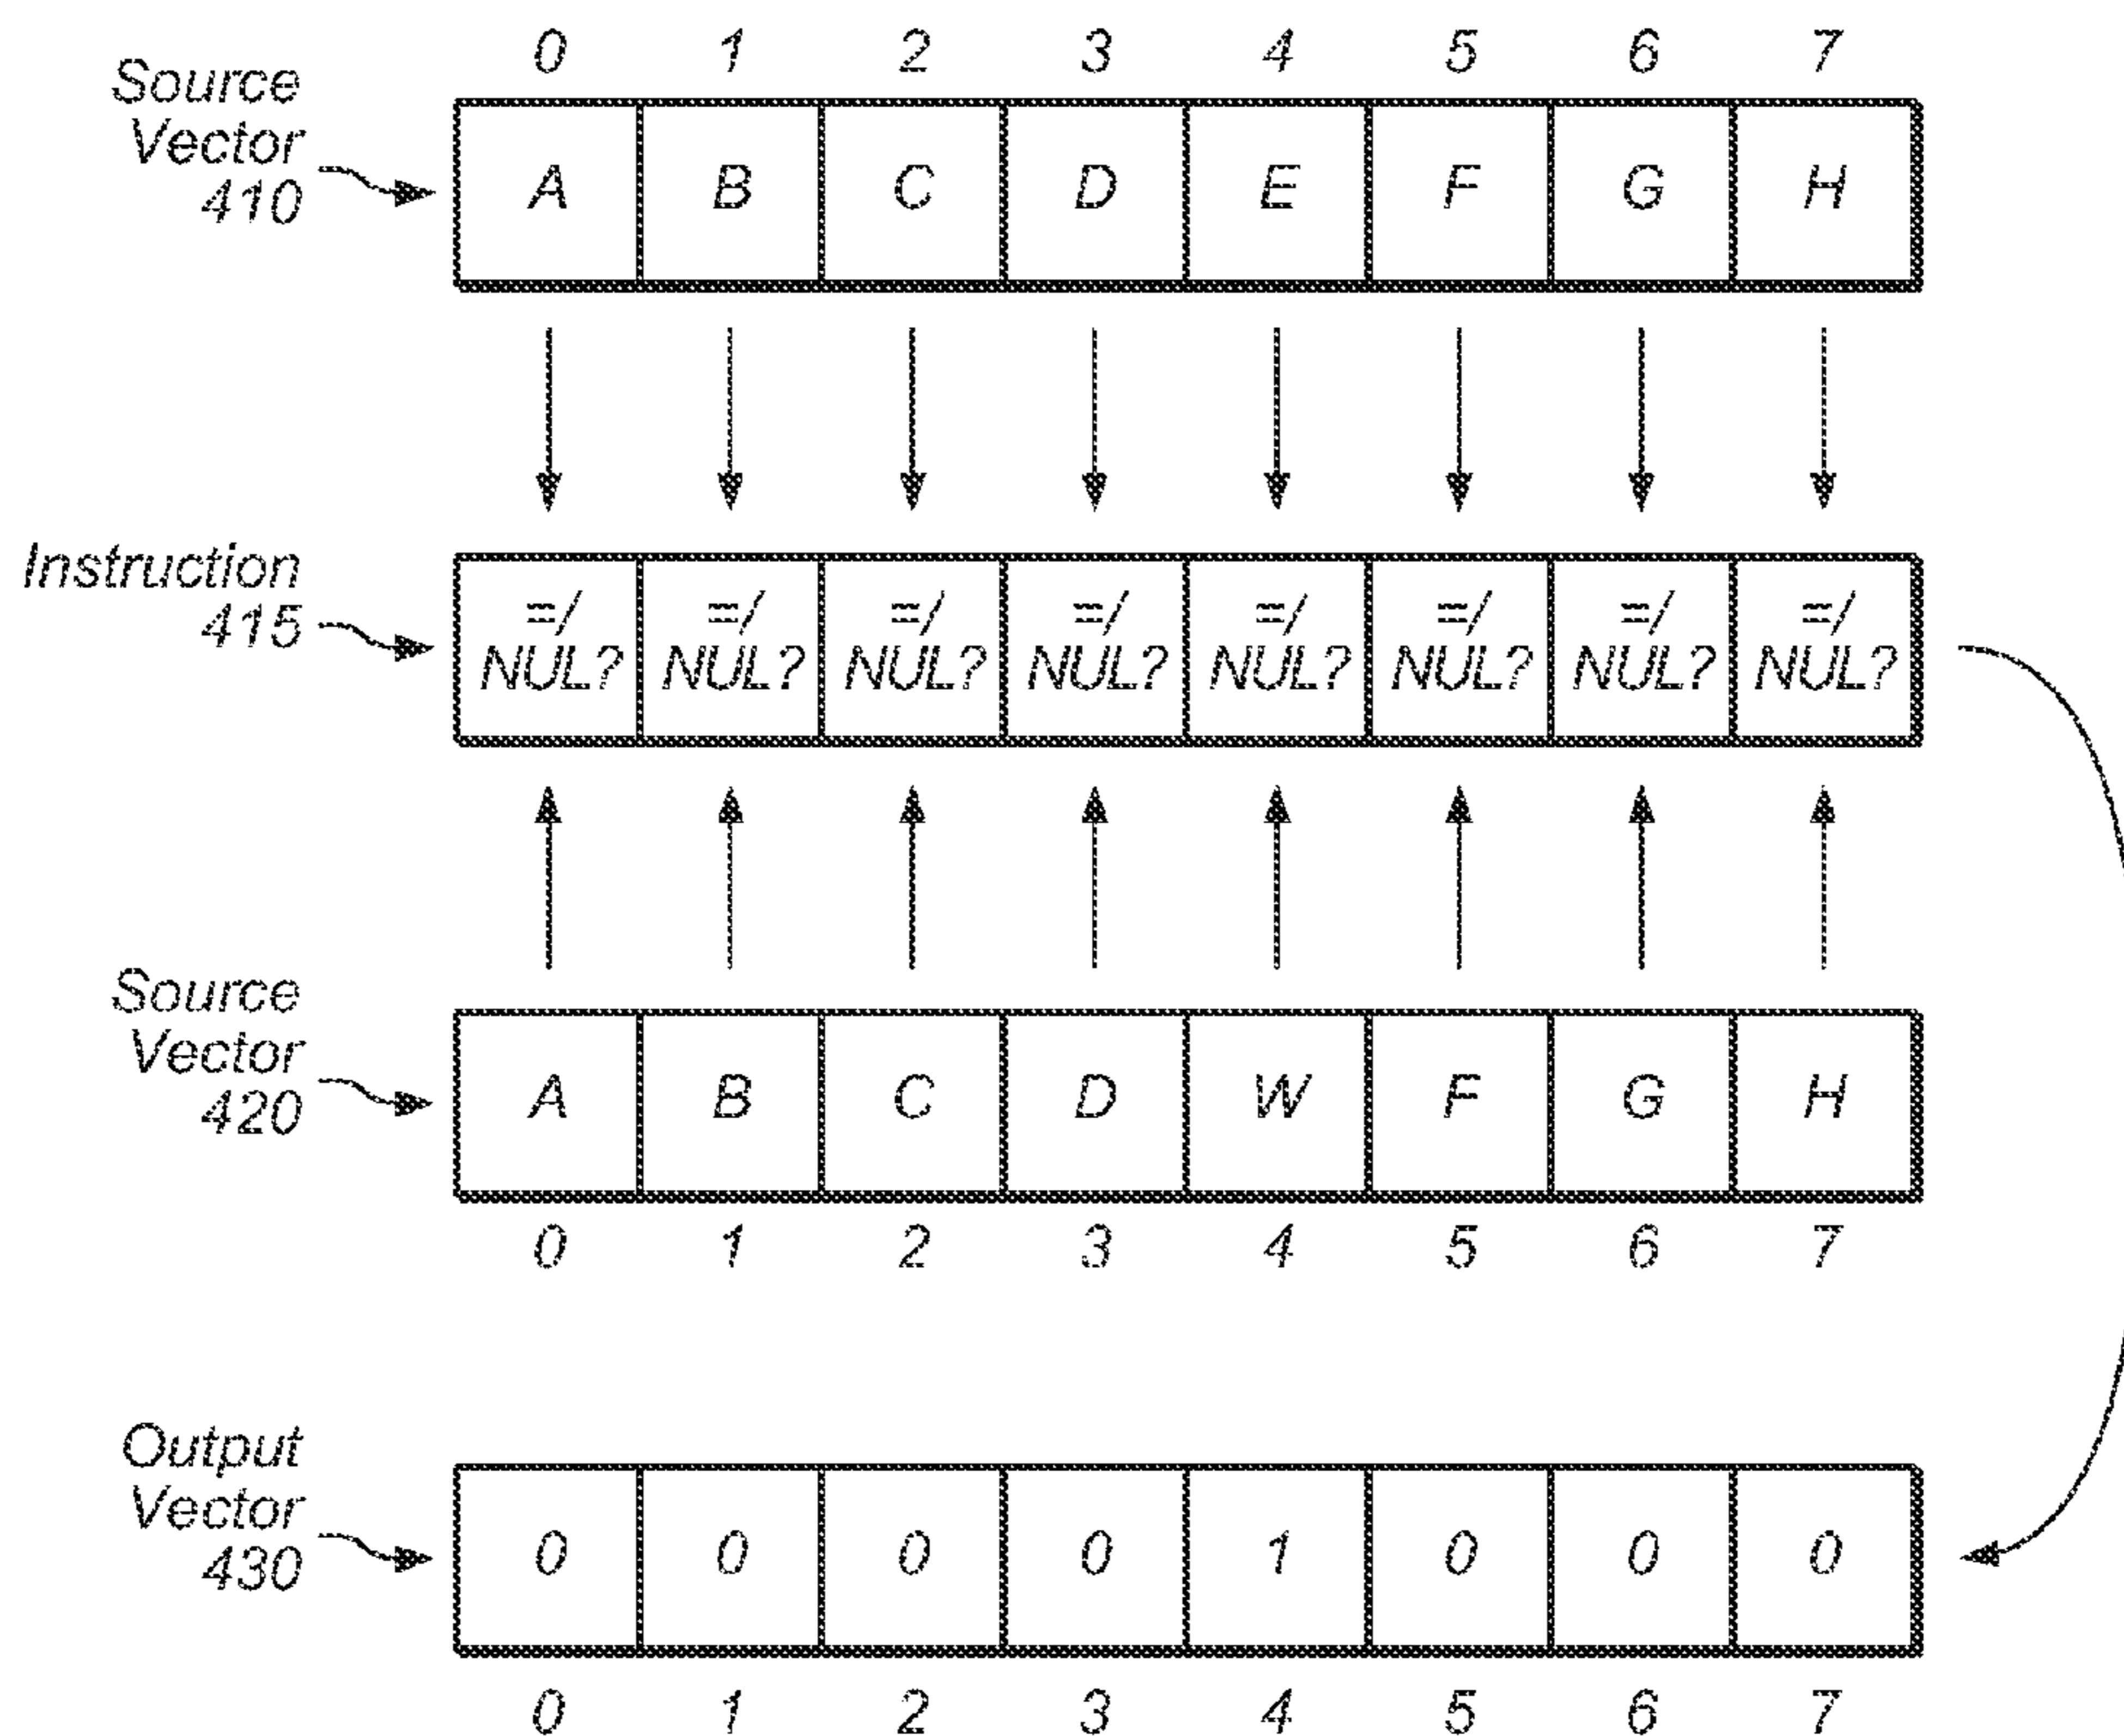 0 1 2 3 4 5 6 7
Source
Vector
410
A B C D E F G H
Instruction
415
=/ =/ =/ =/ =/ =/ =/ =/
NUL? NUL? NUL? NUL? NUL? NUL? NUL? NUL?
Source
Vector
420
A B C D W F G H
0 1 2 3 4 5 6 7
Output
Vector
430
0 0 0 0 1 0 0 0
0 1 2 3 4 5 6 7